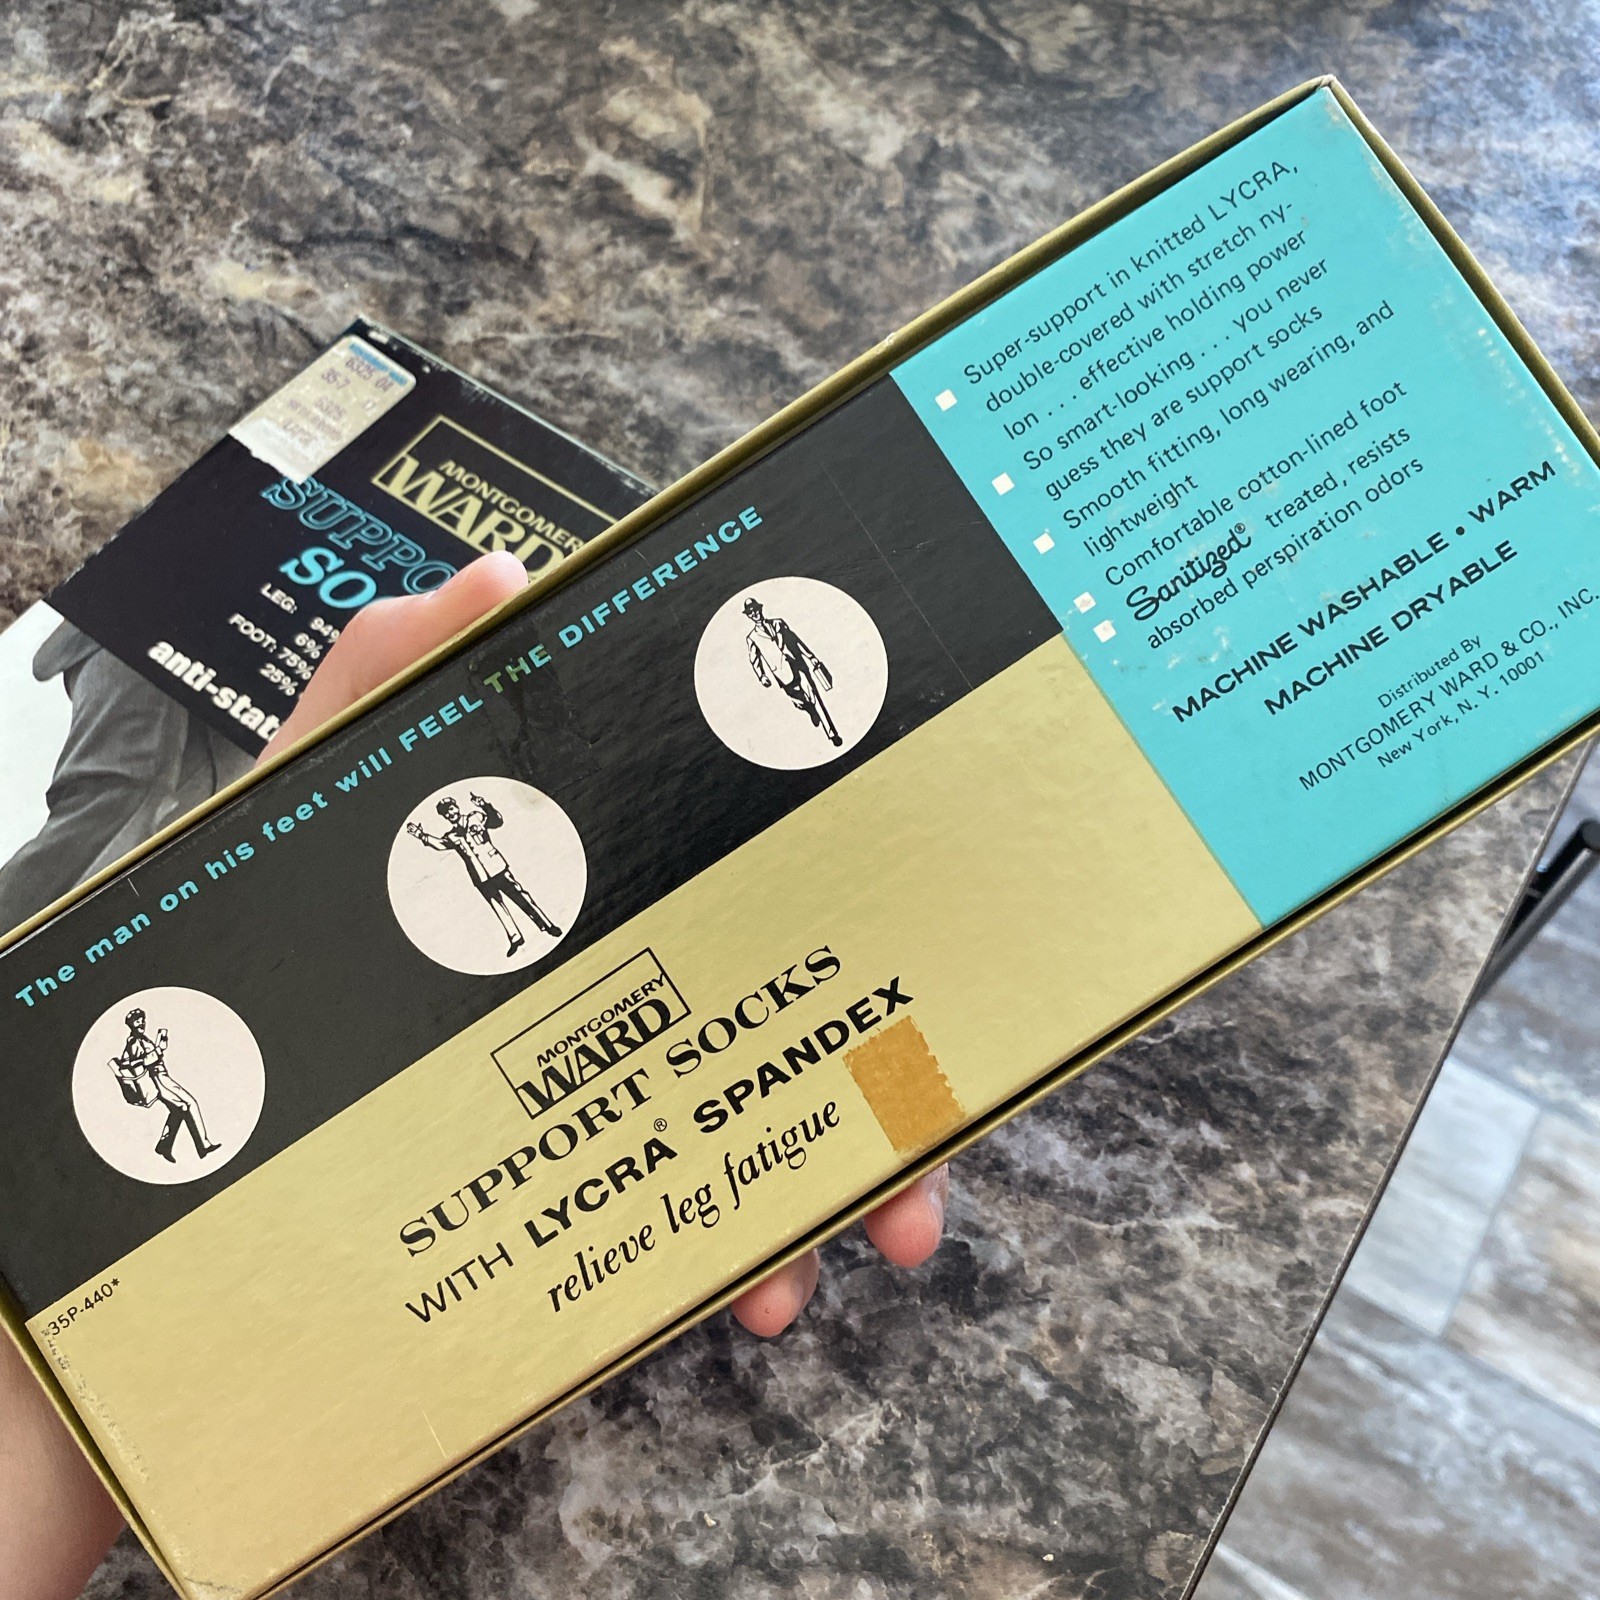 The man on his feet will FEEL THE DIFFERENCE
MONTGOMERY
WARD
SUPPORT SOCKS
WITH LYCRA® SPANDEX
relieve leg fatigue
35P-440*
Super-support in knitted LYCRA,
double-covered with stretch ny-
lon . . . effective holding power
So smart-looking . . . you never
guess they are support socks
Smooth fitting, long wearing, and
lightweight
Comfortable cotton-lined foot
Sanitized® treated, resists
absorbed perspiration odors
MACHINE WASHABLE • WARM
MACHINE DRYABLE
Distributed By
MONTGOMERY WARD & CO., INC.
New York, N. Y. 10001
MONTGOMERY
WARD
SUPPO
SO
LEG: 94%
6%
FOOT: 75%
25%
anti-stat